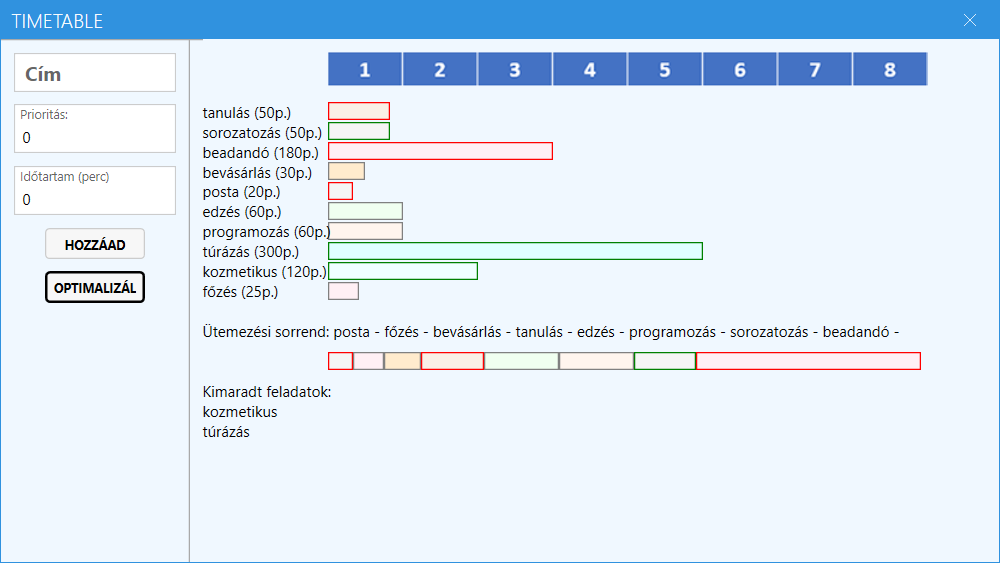 TIMETABLE
Cím
Prioritás:
0
Időtartam (perc)
0
HOZZÁAD
OPTIMALIZÁL
1 2 3 4 5 6 7 8
tanulás (50p.)
sorozatozás (50p.)
beadandó (180p.)
bevásárlás (30p.)
posta (20p.)
edzés (60p.)
programozás (60p.)
túrázás (300p.)
kozmetikus (120p.)
főzés (25p.)
Ütemezési sorrend: posta - főzés - bevásárlás - tanulás - edzés - programozás - sorozatozás - beadandó -
Kimaradt feladatok:
kozmetikus
túrázás